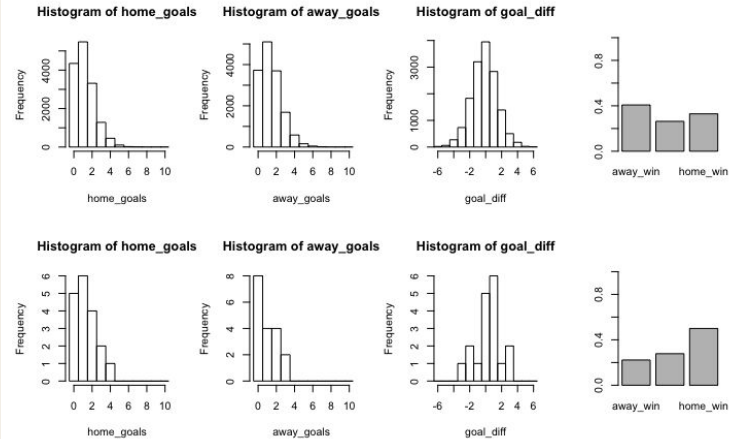 Histogram of home_goals
Histogram of away_goals
Histogram of goal_diff
Frequency
0 2000 4000
0 2 4 6 8 10
home_goals
Frequency
0 2000 4000
0 2 4 6 8 10
away_goals
Frequency
0 1000 3000
-6 -2 2 4 6
goal_diff
0.0 0.4 0.8
away_win home_win
Histogram of home_goals
Histogram of away_goals
Histogram of goal_diff
Frequency
0 1 2 3 4 5 6
0 2 4 6 8 10
home_goals
Frequency
0 2 4 6 8
0 2 4 6 8 10
away_goals
Frequency
0 1 2 3 4 5 6
-6 -2 2 4 6
goal_diff
0.0 0.4 0.8
away_win home_win